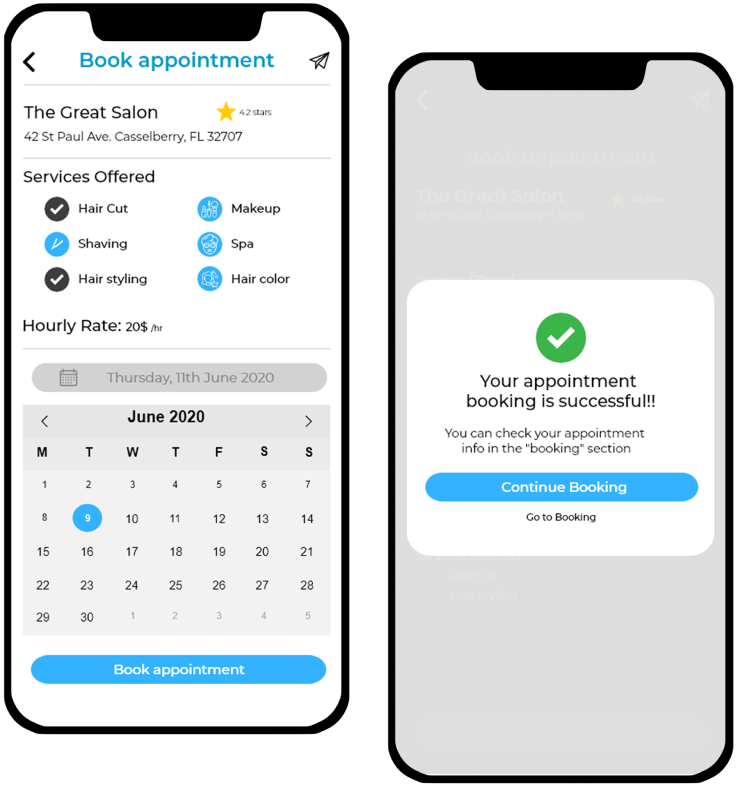 Book appointment
The Great Salon
4.2 stars
42 St Paul Ave. Casselberry, FL 32707
Services Offered
Hair Cut
Makeup
Shaving
Spa
Hair styling
Hair color
Hourly Rate: 20$ /hr
Thursday, 11th June 2020
June 2020
M T W T F S S
1 2 3 4 5 6 7
8 9 10 11 12 13 14
15 16 17 18 19 20 21
22 23 24 25 26 27 28
29 30 1 2 3 4 5
Book appointment
Book appointment
The Great Salon
Your appointment
booking is successful!!
You can check your appointment
info in the "booking" section
Continue Booking
Go to Booking
Hair Cut
Hair styling